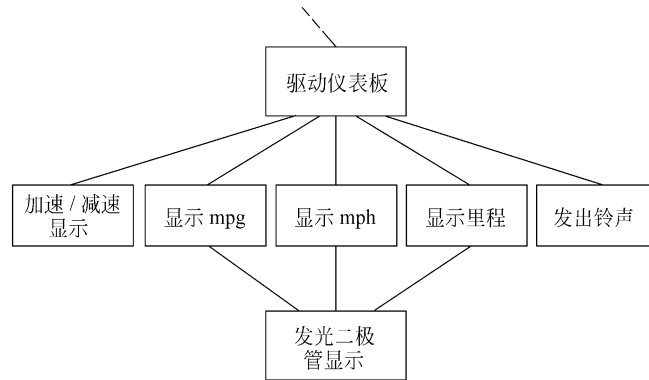 驱动仪表板
加速 / 减速
显示
显示 mpg
显示 mph
显示里程
发出铃声
发光二极
管显示